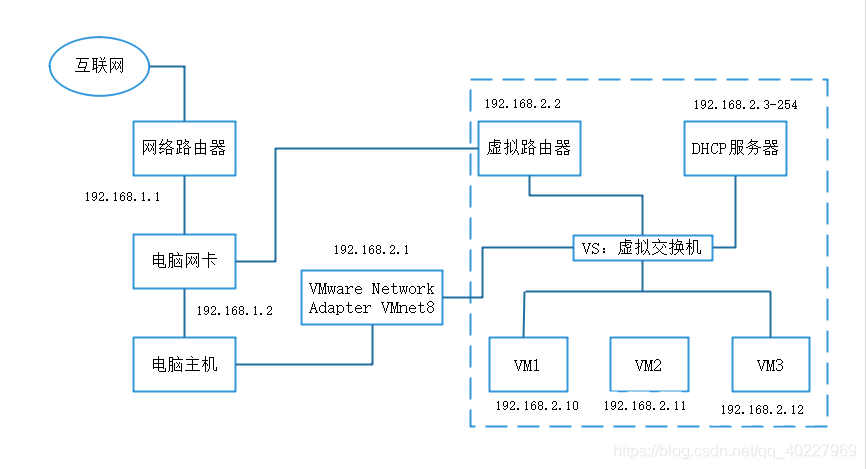 互联网
网络路由器
192.168.1.1
电脑网卡
192.168.1.2
电脑主机
192.168.2.1
VMware Network
Adapter VMnet8
192.168.2.2
虚拟路由器
192.168.2.3-254
DHCP服务器
VS: 虚拟交换机
VM1
192.168.2.10
VM2
192.168.2.11
VM3
192.168.2.12
https://blog.csdn.net/qq_40227969